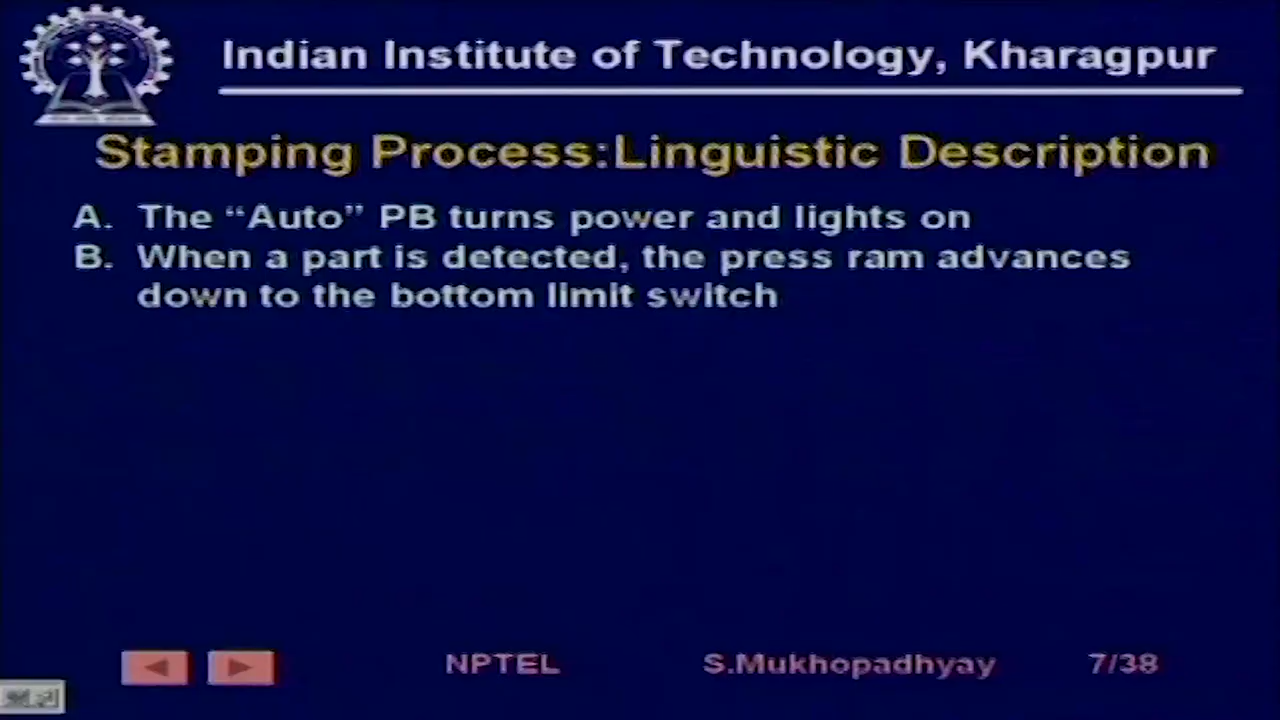 Indian Institute of Technology, Kharagpur
Stamping Process:Linguistic Description
A. The “Auto” PB turns power and lights on
B. When a part is detected, the press ram advances
down to the bottom limit switch
NPTEL S.Mukhopadhyay 7/38